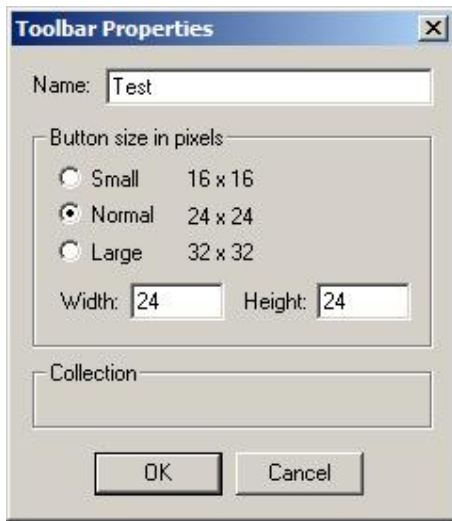 Toolbar Properties
Name: Test
Button size in pixels
Small 16 x 16
Normal 24 x 24
Large 32 x 32
Width: 24 Height: 24
Collection
OK Cancel